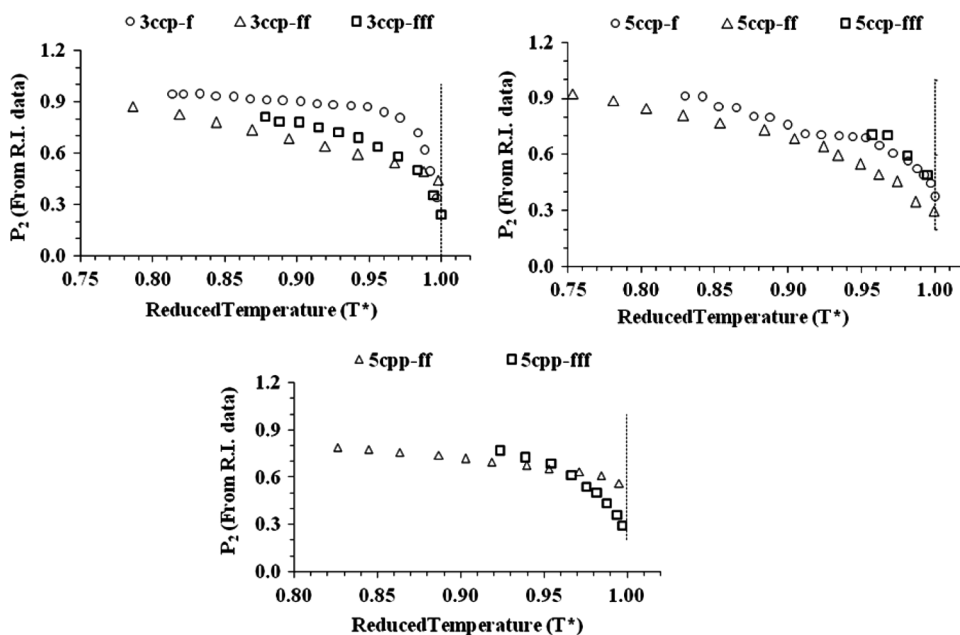 3ccp-f 3ccp-ff 3ccp-fff
1.2
0.9
0.6
0.3
0.0
P2 (From R.I. data)
0.75 0.80 0.85 0.90 0.95 1.00
ReducedTemperature (T*)
5ccp-f 5ccp-ff 5ccp-fff
1.2
0.9
0.6
0.3
0.0
P2 (From R.I. data)
0.75 0.80 0.85 0.90 0.95 1.00
ReducedTemperature (T*)
5cpp-ff 5cpp-fff
1.2
0.9
0.6
0.3
0.0
P2 (From R.I. data)
0.80 0.85 0.90 0.95 1.00
ReducedTemperature (T*)